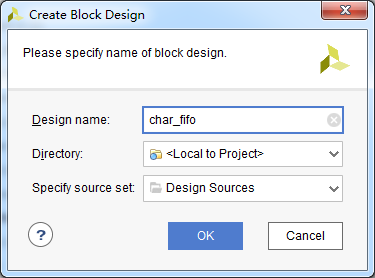 Create Block Design
Please specify name of block design.
Design name: char_fifo
Directory: <Local to Project>
Specify source set: Design Sources
? OK Cancel